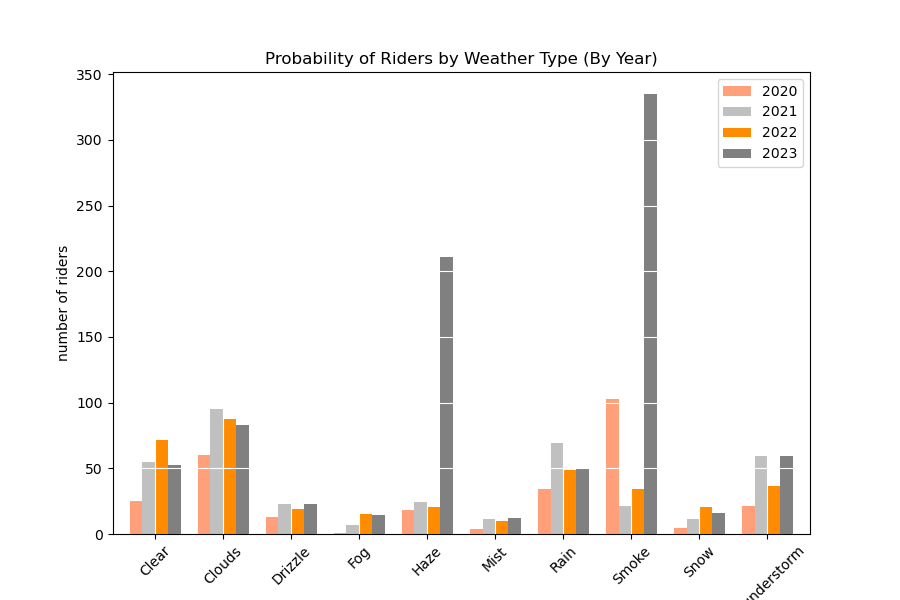 Probability of Riders by Weather Type (By Year)
350
300
250
200
150
100
50
0
number of riders
2020
2021
2022
2023
Clear
Clouds
Drizzle
Fog
Haze
Mist
Rain
Smoke
Snow